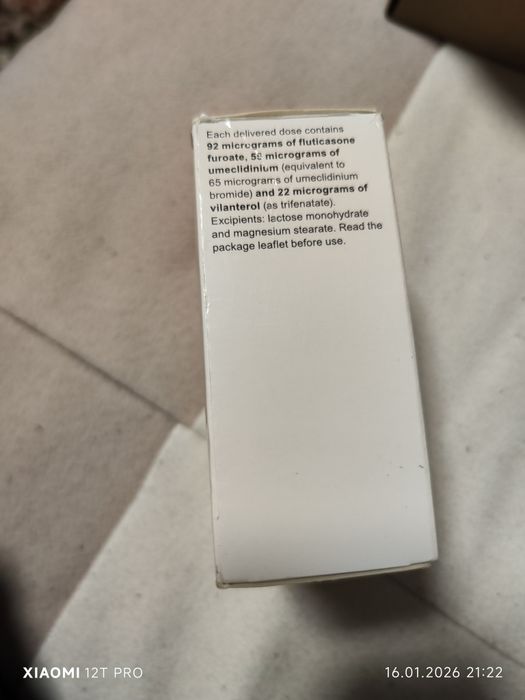 Each delivered dose contains
92 micrograms of fluticasone
furoate, 55 micrograms of
umeclidinium (equivalent to
65 micrograms of umeclidinium
bromide) and 22 micrograms of
vilanterol (as trifenatate).
Excipients: lactose monohydrate
and magnesium stearate. Read the
package leaflet before use.
XIAOMI 12T PRO
16.01.2026 21:22